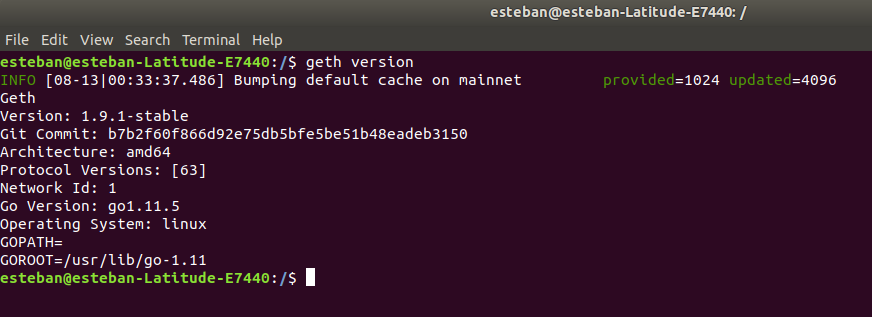 esteban@esteban-Latitude-E7440: /
File Edit View Search Terminal Help
esteban@esteban-Latitude-E7440:/$ geth version
INFO [08-13|00:33:37.486] Bumping default cache on mainnet         provided=1024 updated=4096
Geth
Version: 1.9.1-stable
Git Commit: b7b2f60f866d92e75db5bfe5be51b48eadeb3150
Architecture: amd64
Protocol Versions: [63]
Network Id: 1
Go Version: go1.11.5
Operating System: linux
GOPATH=
GOROOT=/usr/lib/go-1.11
esteban@esteban-Latitude-E7440:/$